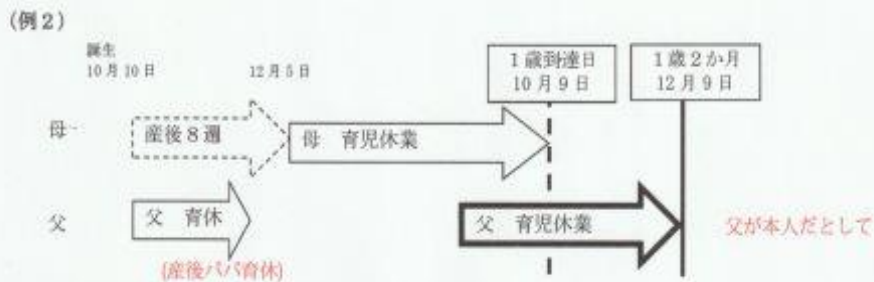 (例2)
誕生
10月10日
12月5日
1歳到達日
10月9日
1歳2か月
12月9日
母
産後8週
母 育児休業
父
父 育休
父 育児休業
父が本人だとして
(産後パパ育休)